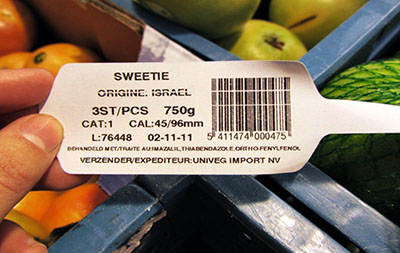 SWEETIE
ORIGINE: ISRAEL
3ST/PCS 750g
CAT:1 CAL:45/96mm
L:76448 02-11-11
5 411474 000475
BEHANDELD MET/TRAITE AU:IMAZALIL,THIABENDAZOLE,ORTHO-FENYLFENOL
VERZENDER/EXPEDITEUR:UNIVEG IMPORT NV